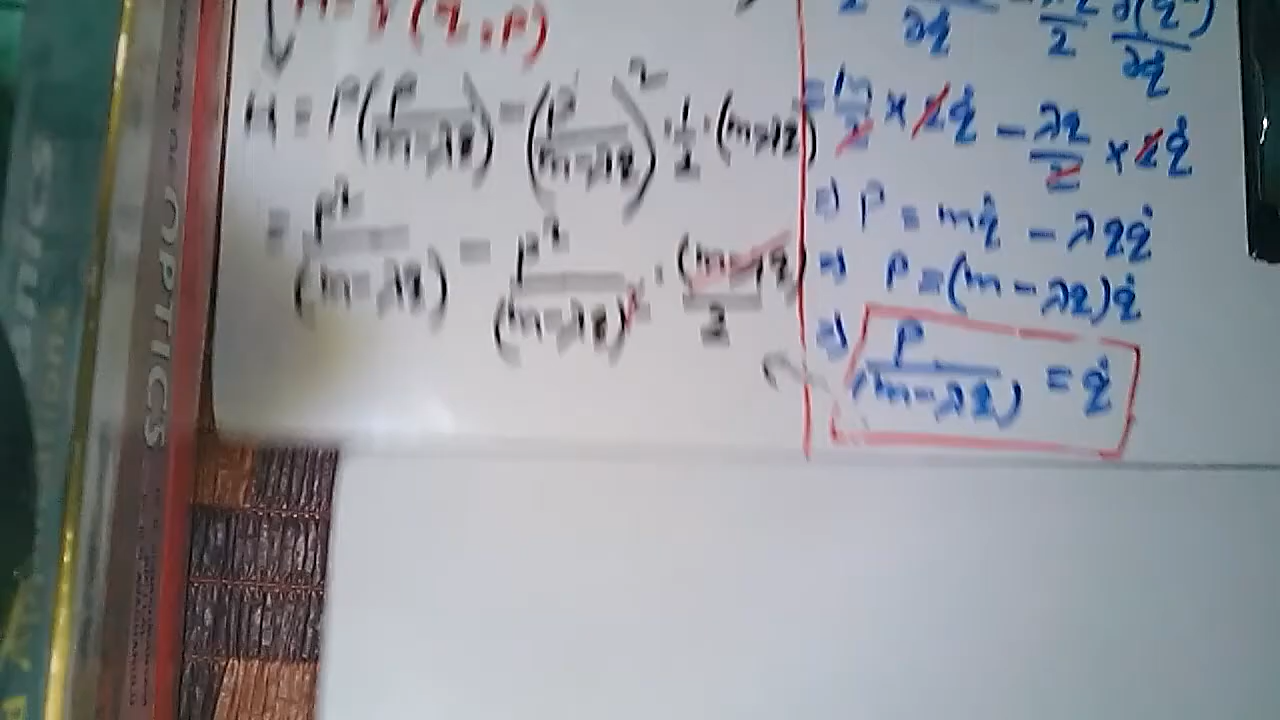 H = f(q, p)
H = P(P/(m-λq)) - (P/(m-λq))² · 1/2 · (m-λq)
= P²/(m-λq) - P²/(m-λq)² · (m-λq)/2
∂q̇ - λq/2 ∂(q̇²)/∂q̇
= m/2 × 2q̇ - λq/2 × 2q̇
⇒ P = mq̇ - λqq̇
⇒ P = (m-λq)q̇
⇒ P/(m-λq) = q̇
OPTICS